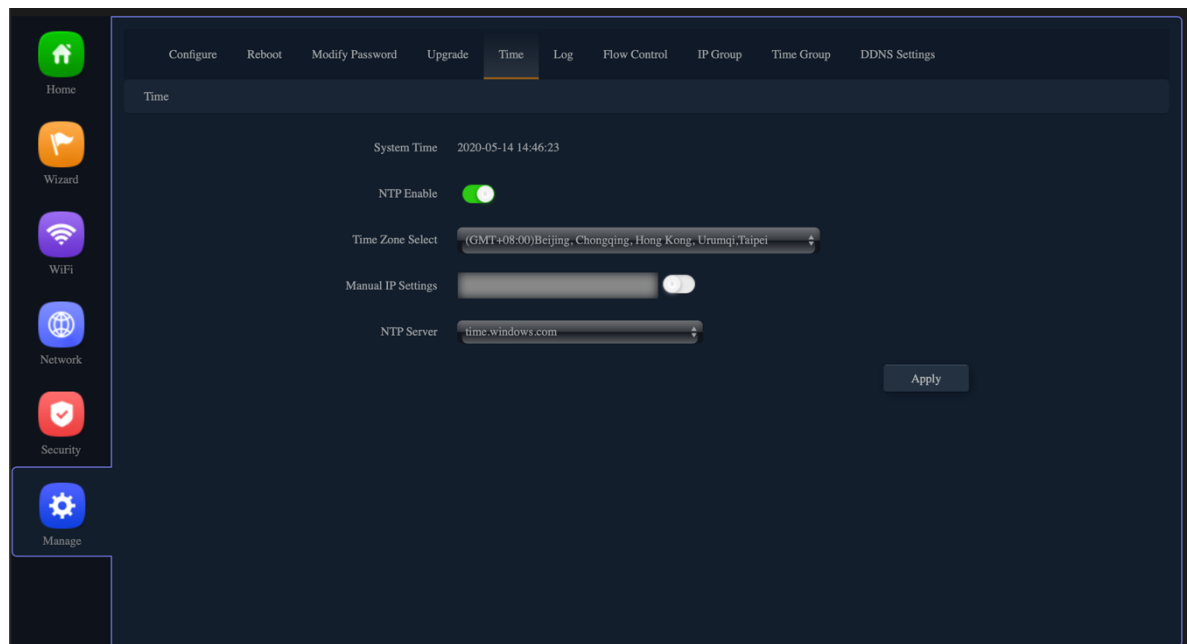 Configure Reboot Modify Password Upgrade Time Log Flow Control IP Group Time Group DDNS Settings
Time
Home
Wizard
WiFi
Network
Security
Manage
System Time 2020-05-14 14:46:23
NTP Enable
Time Zone Select (GMT+08:00)Beijing, Chongqing, Hong Kong, Urumqi,Taipei
Manual IP Settings
NTP Server time.windows.com
Apply